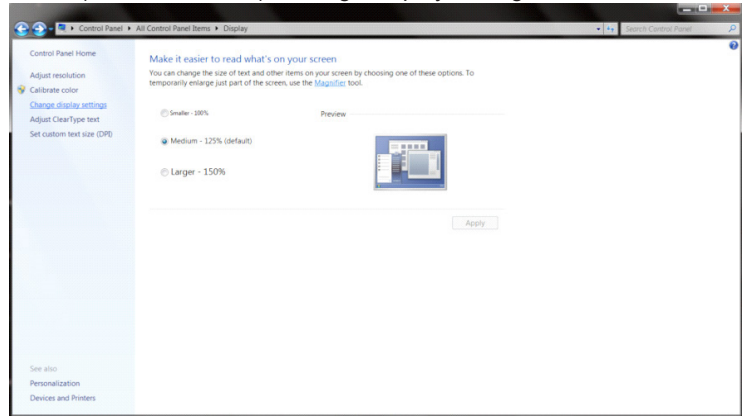 Control Panel ▸ All Control Panel Items ▸ Display
Search Control Panel
Control Panel Home
Adjust resolution
Calibrate color
Change display settings
Adjust ClearType text
Set custom text size (DPI)
Make it easier to read what's on your screen
You can change the size of text and other items on your screen by choosing one of these options. To
temporarily enlarge just part of the screen, use the Magnifier tool.
Smaller - 100%
Preview
Medium - 125% (default)
Larger - 150%
Apply
See also
Personalization
Devices and Printers